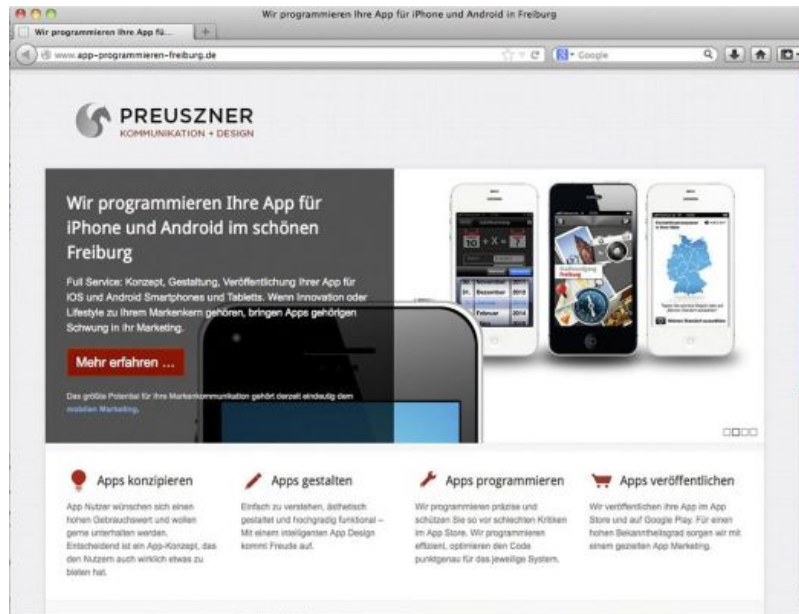 Wir programmieren Ihre App für iPhone und Android in Freiburg
Wir programmieren Ihre App fü...
www.app-programmieren-freiburg.de
Google
PREUSZNER
KOMMUNIKATION + DESIGN
Wir programmieren Ihre App für
iPhone und Android im schönen
Freiburg
Full Service: Konzept, Gestaltung, Veröffentlichung Ihrer App für
iOS und Android Smartphones und Tabletts. Wenn Innovation oder
Lifestyle zu Ihrem Markenkern gehören, bringen Apps gehörigen
Schwung in Ihr Marketing.
Mehr erfahren ...
Das größte Potential für Ihre Markenkommunikation gehört derzeit eindeutig dem
mobilen Marketing.
10 + X = 7
Dezember 2012
Januar 2013
Februar 2014
Freiburg
Apps konzipieren
App Nutzer wünschen sich einen
hohen Gebrauchswert und wollen
gerne unterhalten werden.
Entscheidend ist ein App-Konzept, das
den Nutzern auch wirklich etwas zu
bieten hat.
Apps gestalten
Einfach zu verstehen, ästhetisch
gestaltet und hochgradig funktional –
Mit einem intelligenten App Design
kommt Freude auf.
Apps programmieren
Wir programmieren präzise und
schützen Sie so vor schlechten Kritiken
im App Store. Wir programmieren
effizient, optimieren den Code
punktgenau für das jeweilige System.
Apps veröffentlichen
Wir veröffentlichen Ihre App im App
Store und auf Google Play. Für einen
hohen Bekanntheitsgrad sorgen wir mit
einem gezielten App Marketing.